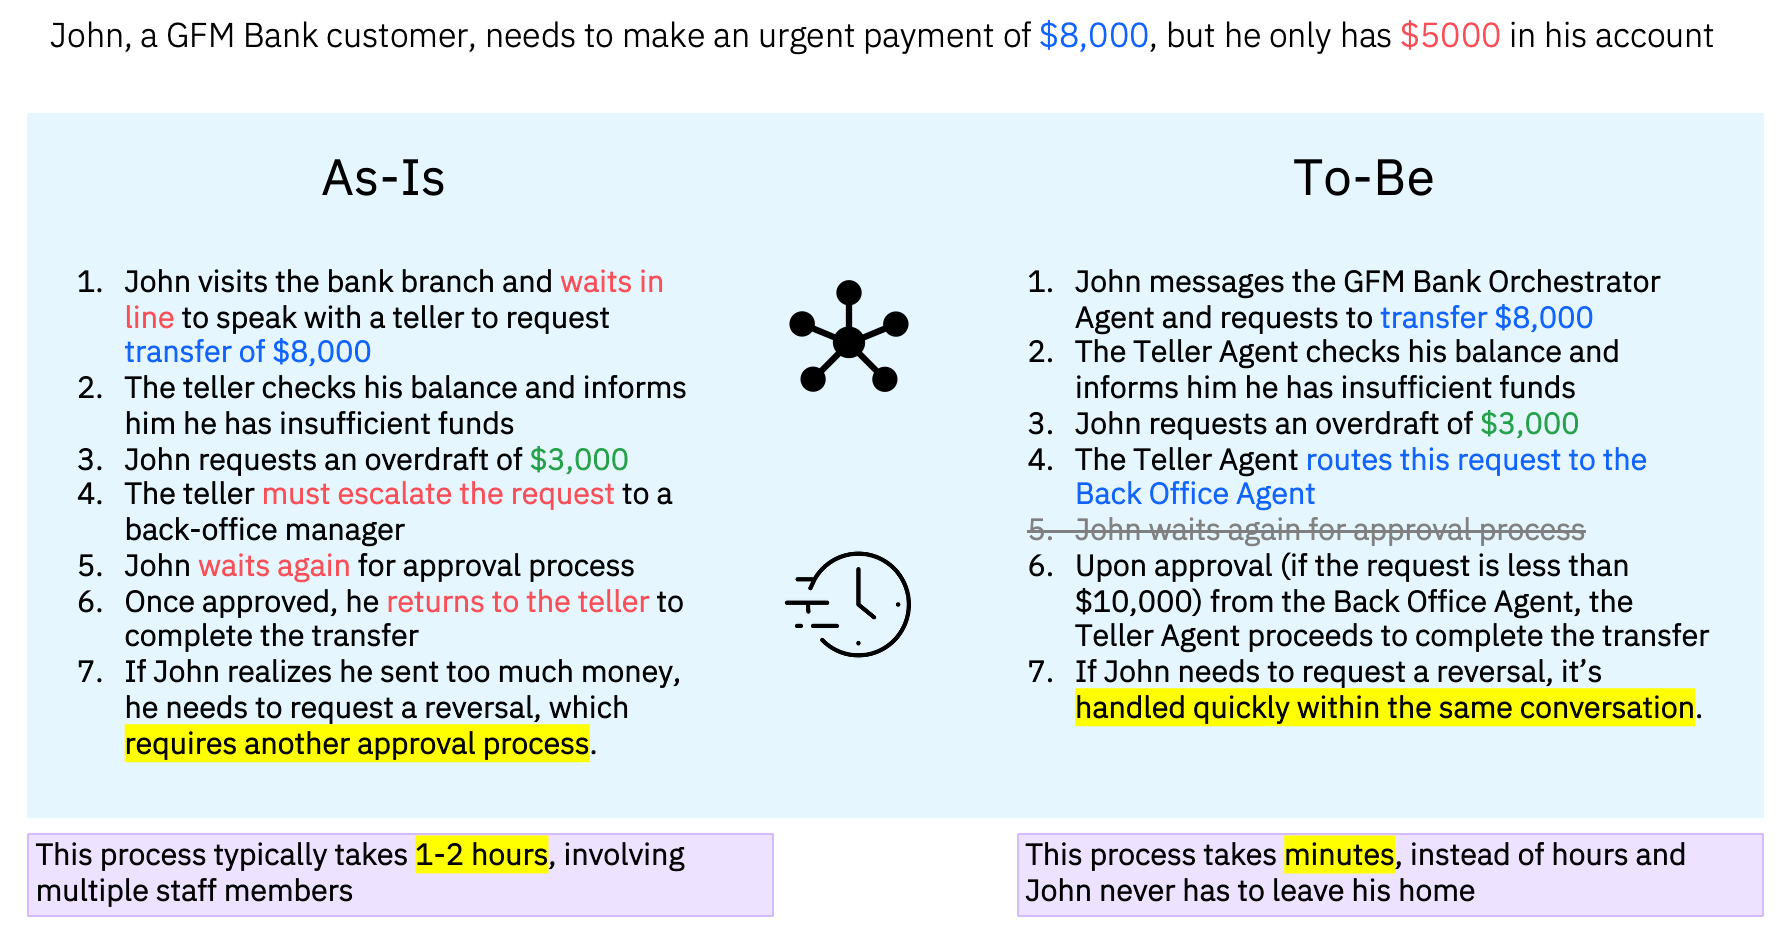 John, a GFM Bank customer, needs to make an urgent payment of $8,000, but he only has $5000 in his account
As-Is
1. John visits the bank branch and waits in
line to speak with a teller to request
transfer of $8,000
2. The teller checks his balance and informs
him he has insufficient funds
3. John requests an overdraft of $3,000
4. The teller must escalate the request to a
back-office manager
5. John waits again for approval process
6. Once approved, he returns to the teller to
complete the transfer
7. If John realizes he sent too much money,
he needs to request a reversal, which
requires another approval process.
This process typically takes 1-2 hours, involving
multiple staff members
To-Be
1. John messages the GFM Bank Orchestrator
Agent and requests to transfer $8,000
2. The Teller Agent checks his balance and
informs him he has insufficient funds
3. John requests an overdraft of $3,000
4. The Teller Agent routes this request to the
Back Office Agent
5. John waits again for approval process
6. Upon approval (if the request is less than
$10,000) from the Back Office Agent, the
Teller Agent proceeds to complete the transfer
7. If John needs to request a reversal, it’s
handled quickly within the same conversation.
This process takes minutes, instead of hours and
John never has to leave his home